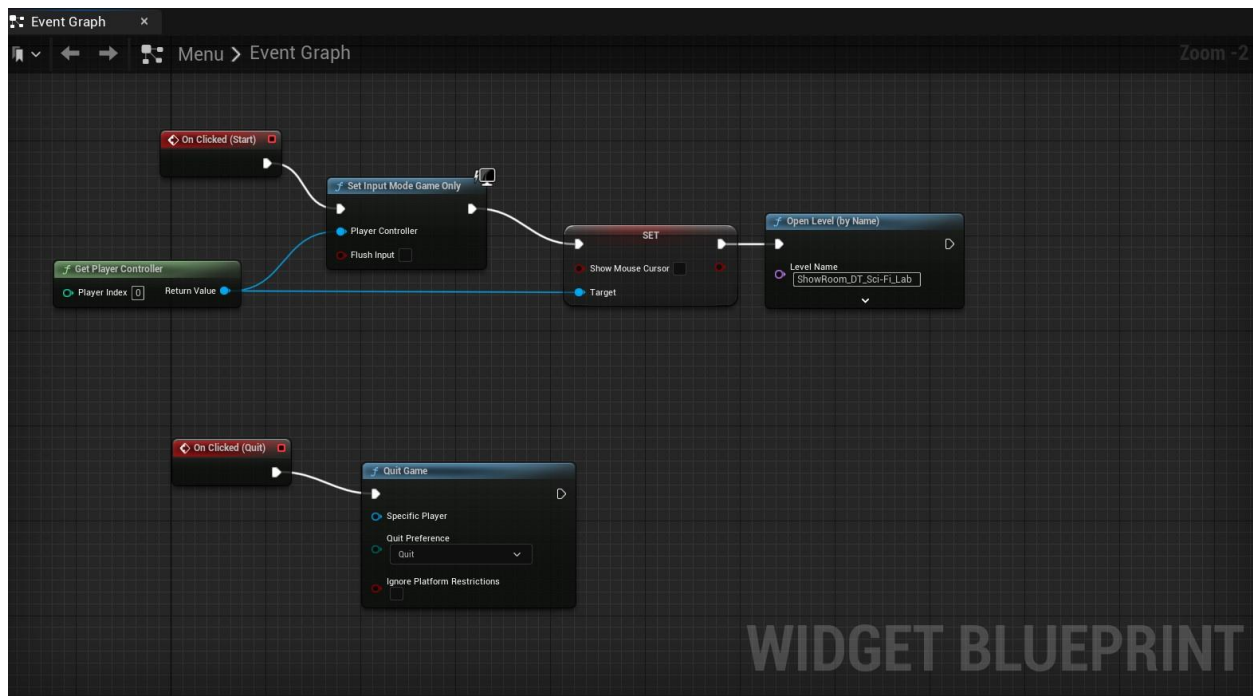 Event Graph
Menu > Event Graph
Zoom -2
On Clicked (Start)
Set Input Mode Game Only
Player Controller
Flush Input
Get Player Controller
Player Index 0
Return Value
SET
Show Mouse Cursor
Target
Open Level (by Name)
Level Name
ShowRoom_DT_Sci-Fi_Lab
On Clicked (Quit)
Quit Game
Specific Player
Quit Preference
Quit
Ignore Platform Restrictions
WIDGET BLUEPRINT